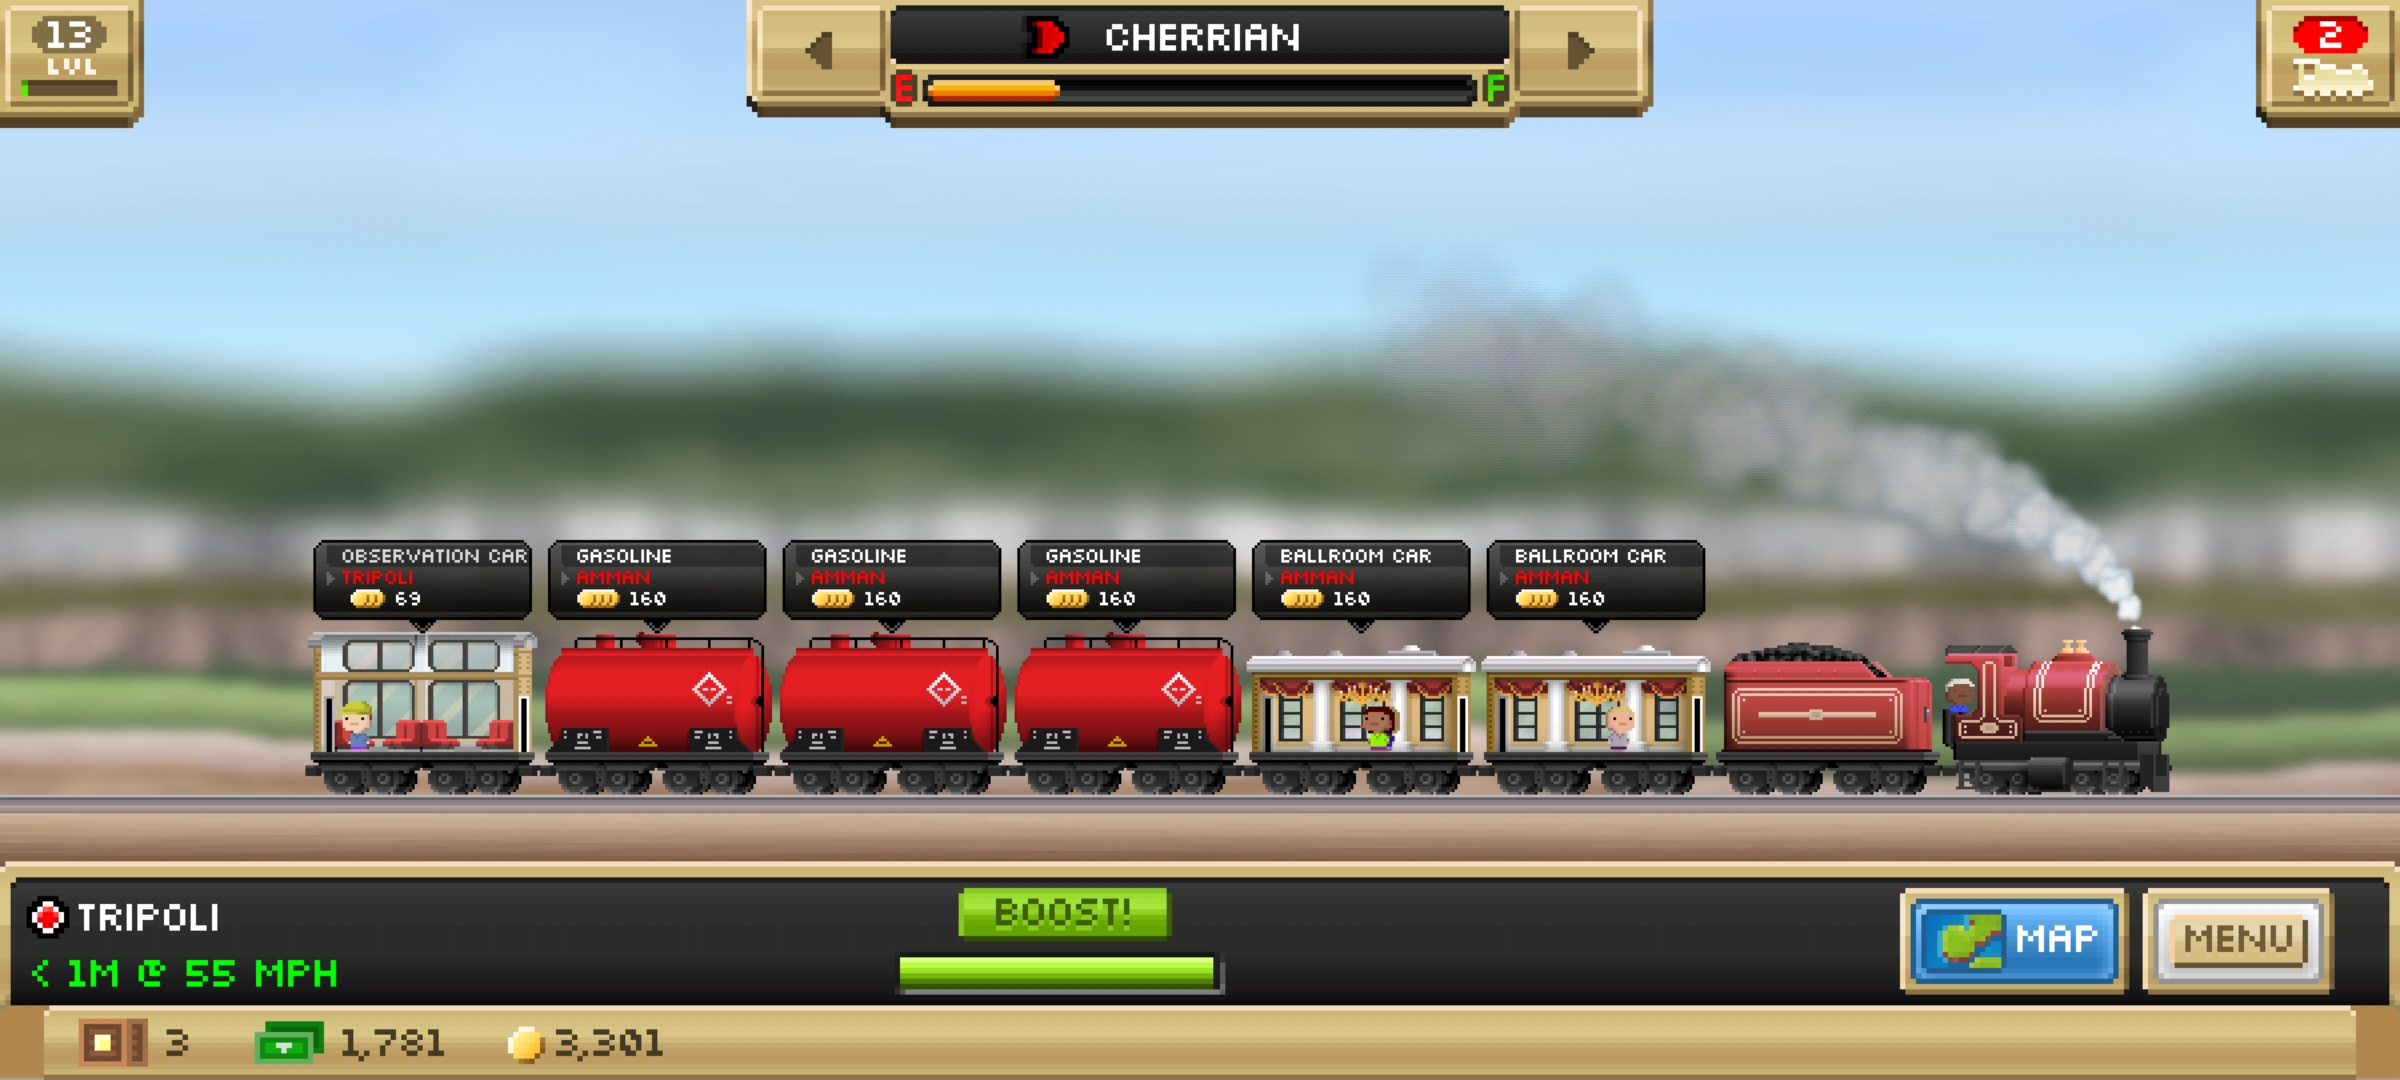 13
LVL
CHERRIAN
E F
2
OBSERVATION CAR
TRIPOLI
69
GASOLINE
AMMAN
160
GASOLINE
AMMAN
160
GASOLINE
AMMAN
160
BALLROOM CAR
AMMAN
160
BALLROOM CAR
AMMAN
160
TRIPOLI
< 1M @ 55 MPH
BOOST!
MAP
MENU
3
1,781
3,301